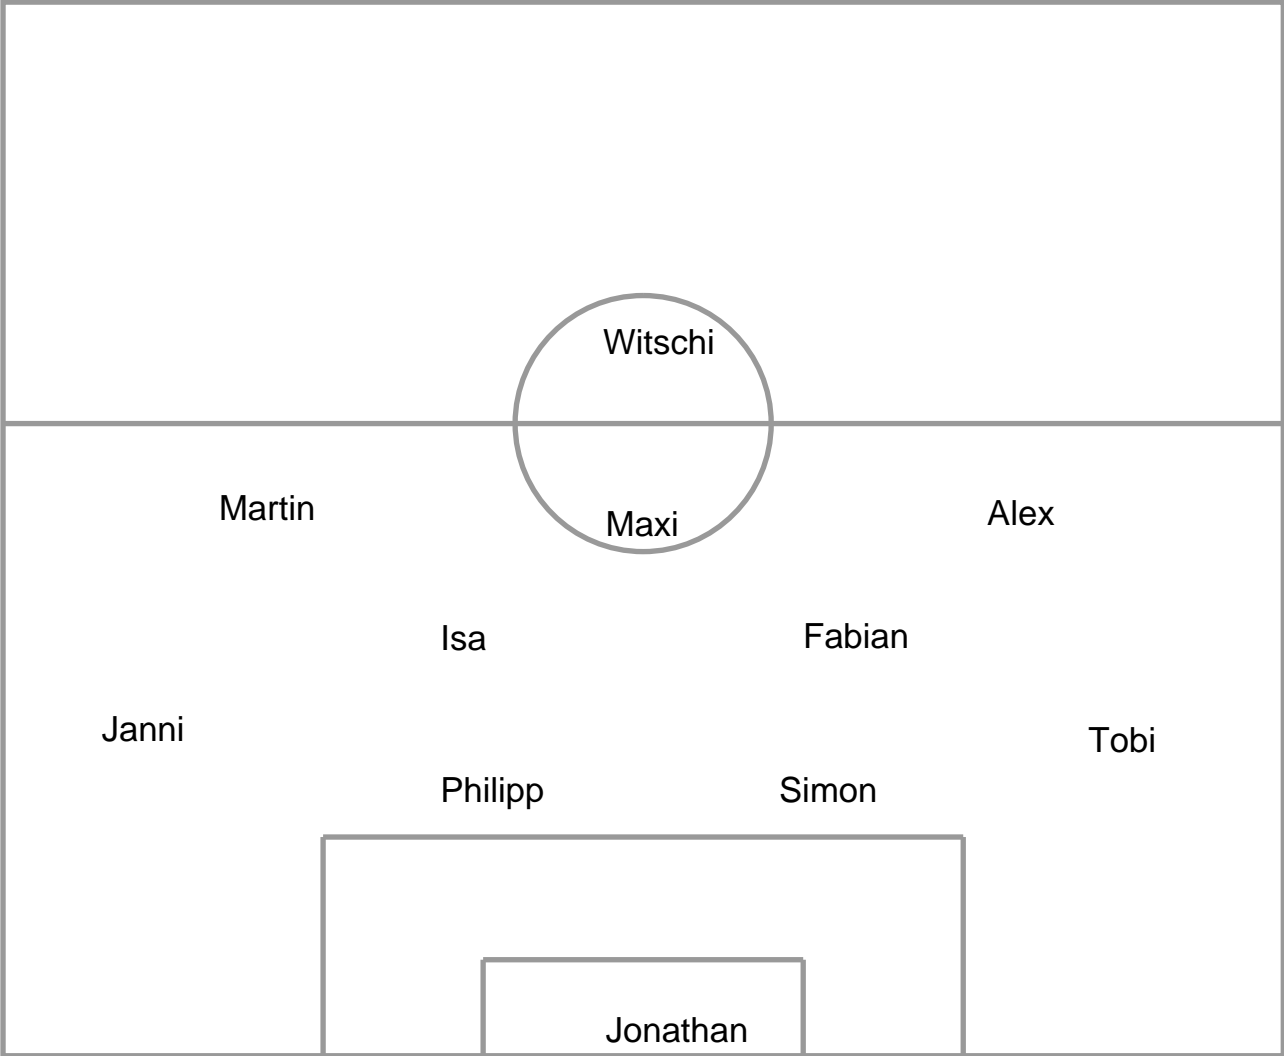 Witschi
Martin
Maxi
Alex
Isa
Fabian
Janni
Tobi
Philipp
Simon
Jonathan